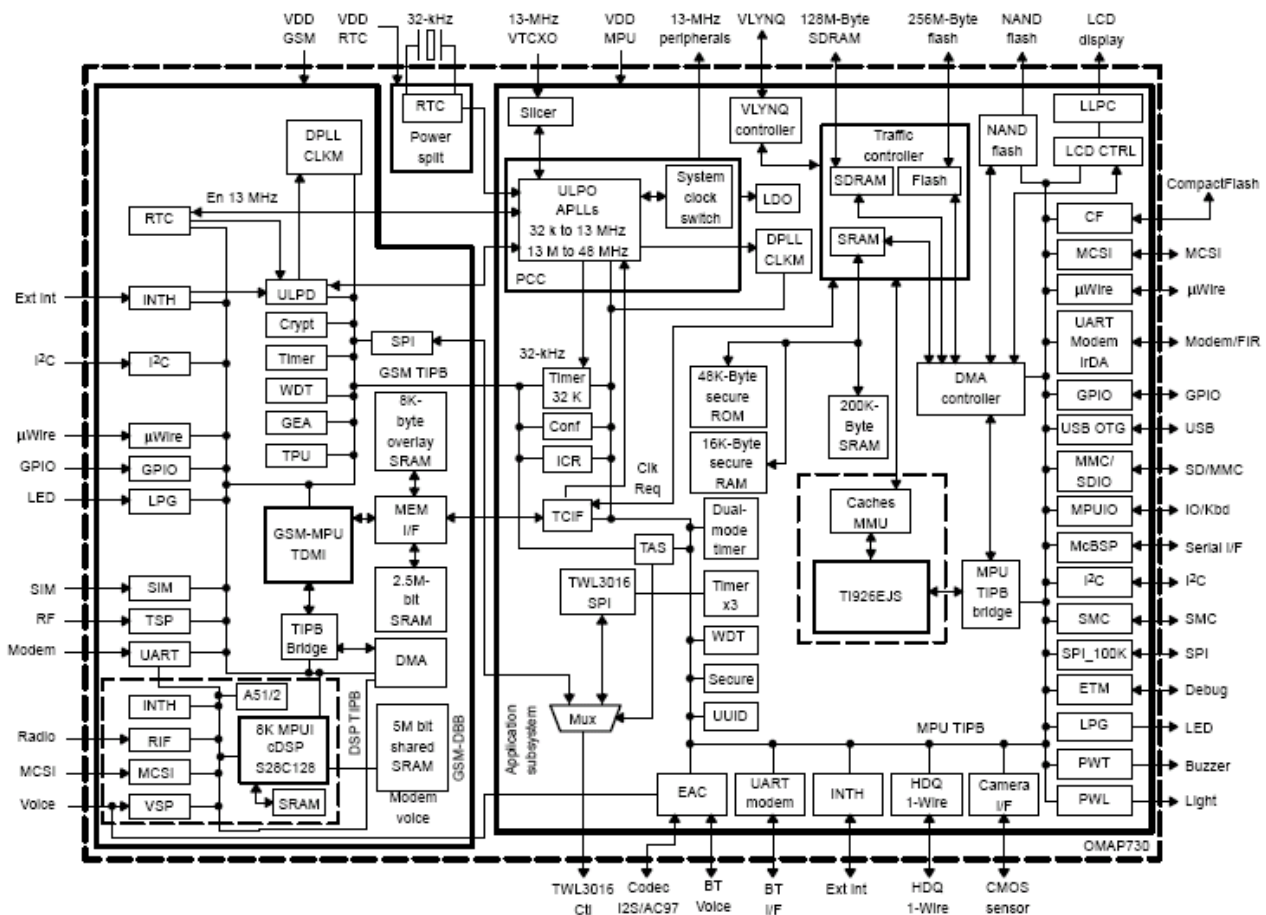 VDD
GSM
VDD
RTC
32-kHz
13-MHz
VTCXO
VDD
MPU
13-MHz
peripherals
VLYNQ
128M-Byte
SDRAM
256M-Byte
flash
NAND
flash
LCD
display
RTC
Power
split
Slicer
VLYNQ
controller
Traffic
controller
SDRAM
Flash
SRAM
NAND
flash
LLPC
LCD CTRL
DPLL
CLKM
En 13 MHz
RTC
ULPO
APLLs
32 k to 13 MHz
13 M to 48 MHz
PCC
System
clock
switch
LDO
DPLL
CLKM
CompactFlash
CF
MCSI
MCSI
µWire
µWire
UART
Modem
IrDA
Modem/FIR
GPIO
GPIO
USB OTG
USB
MMC/
SDIO
SD/MMC
MPUIO
IO/Kbd
McBSP
Serial I/F
I²C
I²C
SMC
SMC
SPI_100K
SPI
ETM
Debug
LPG
LED
PWT
Buzzer
PWL
Light
Ext Int
INTH
ULPD
Crypt
Timer
WDT
GEA
TPU
SPI
GSM TIPB
I²C
I²C
µWire
µWire
GPIO
GPIO
LED
LPG
8K-
byte
overlay
SRAM
MEM
I/F
GSM-MPU
TDMI
2.5M-
bit
SRAM
TIPB
Bridge
DMA
SIM
SIM
RF
TSP
Modem
UART
A51/2
INTH
Radio
RIF
MCSI
MCSI
Voice
VSP
8K MPUI
cDSP
S28C128
SRAM
DSP TIPB
5M bit
shared
SRAM
Modem
voice
GSM-DBB
32-kHz
Timer
32 K
Conf
ICR
TCIF
Clk
Req
48K-Byte
secure
ROM
16K-Byte
secure
RAM
200K-
Byte
SRAM
DMA
controller
Dual-
mode
timer
TAS
TWL3016
SPI
Timer
x3
WDT
Secure
UUID
Mux
Caches
MMU
TI926EJS
MPU
TIPB
bridge
MPU TIPB
Application
subsystem
EAC
UART
modem
INTH
HDQ
1-Wire
Camera
I/F
OMAP730
TWL3016
Ctl
Codec
I2S/AC97
BT
Voice
BT
I/F
Ext Int
HDQ
1-Wire
CMOS
sensor